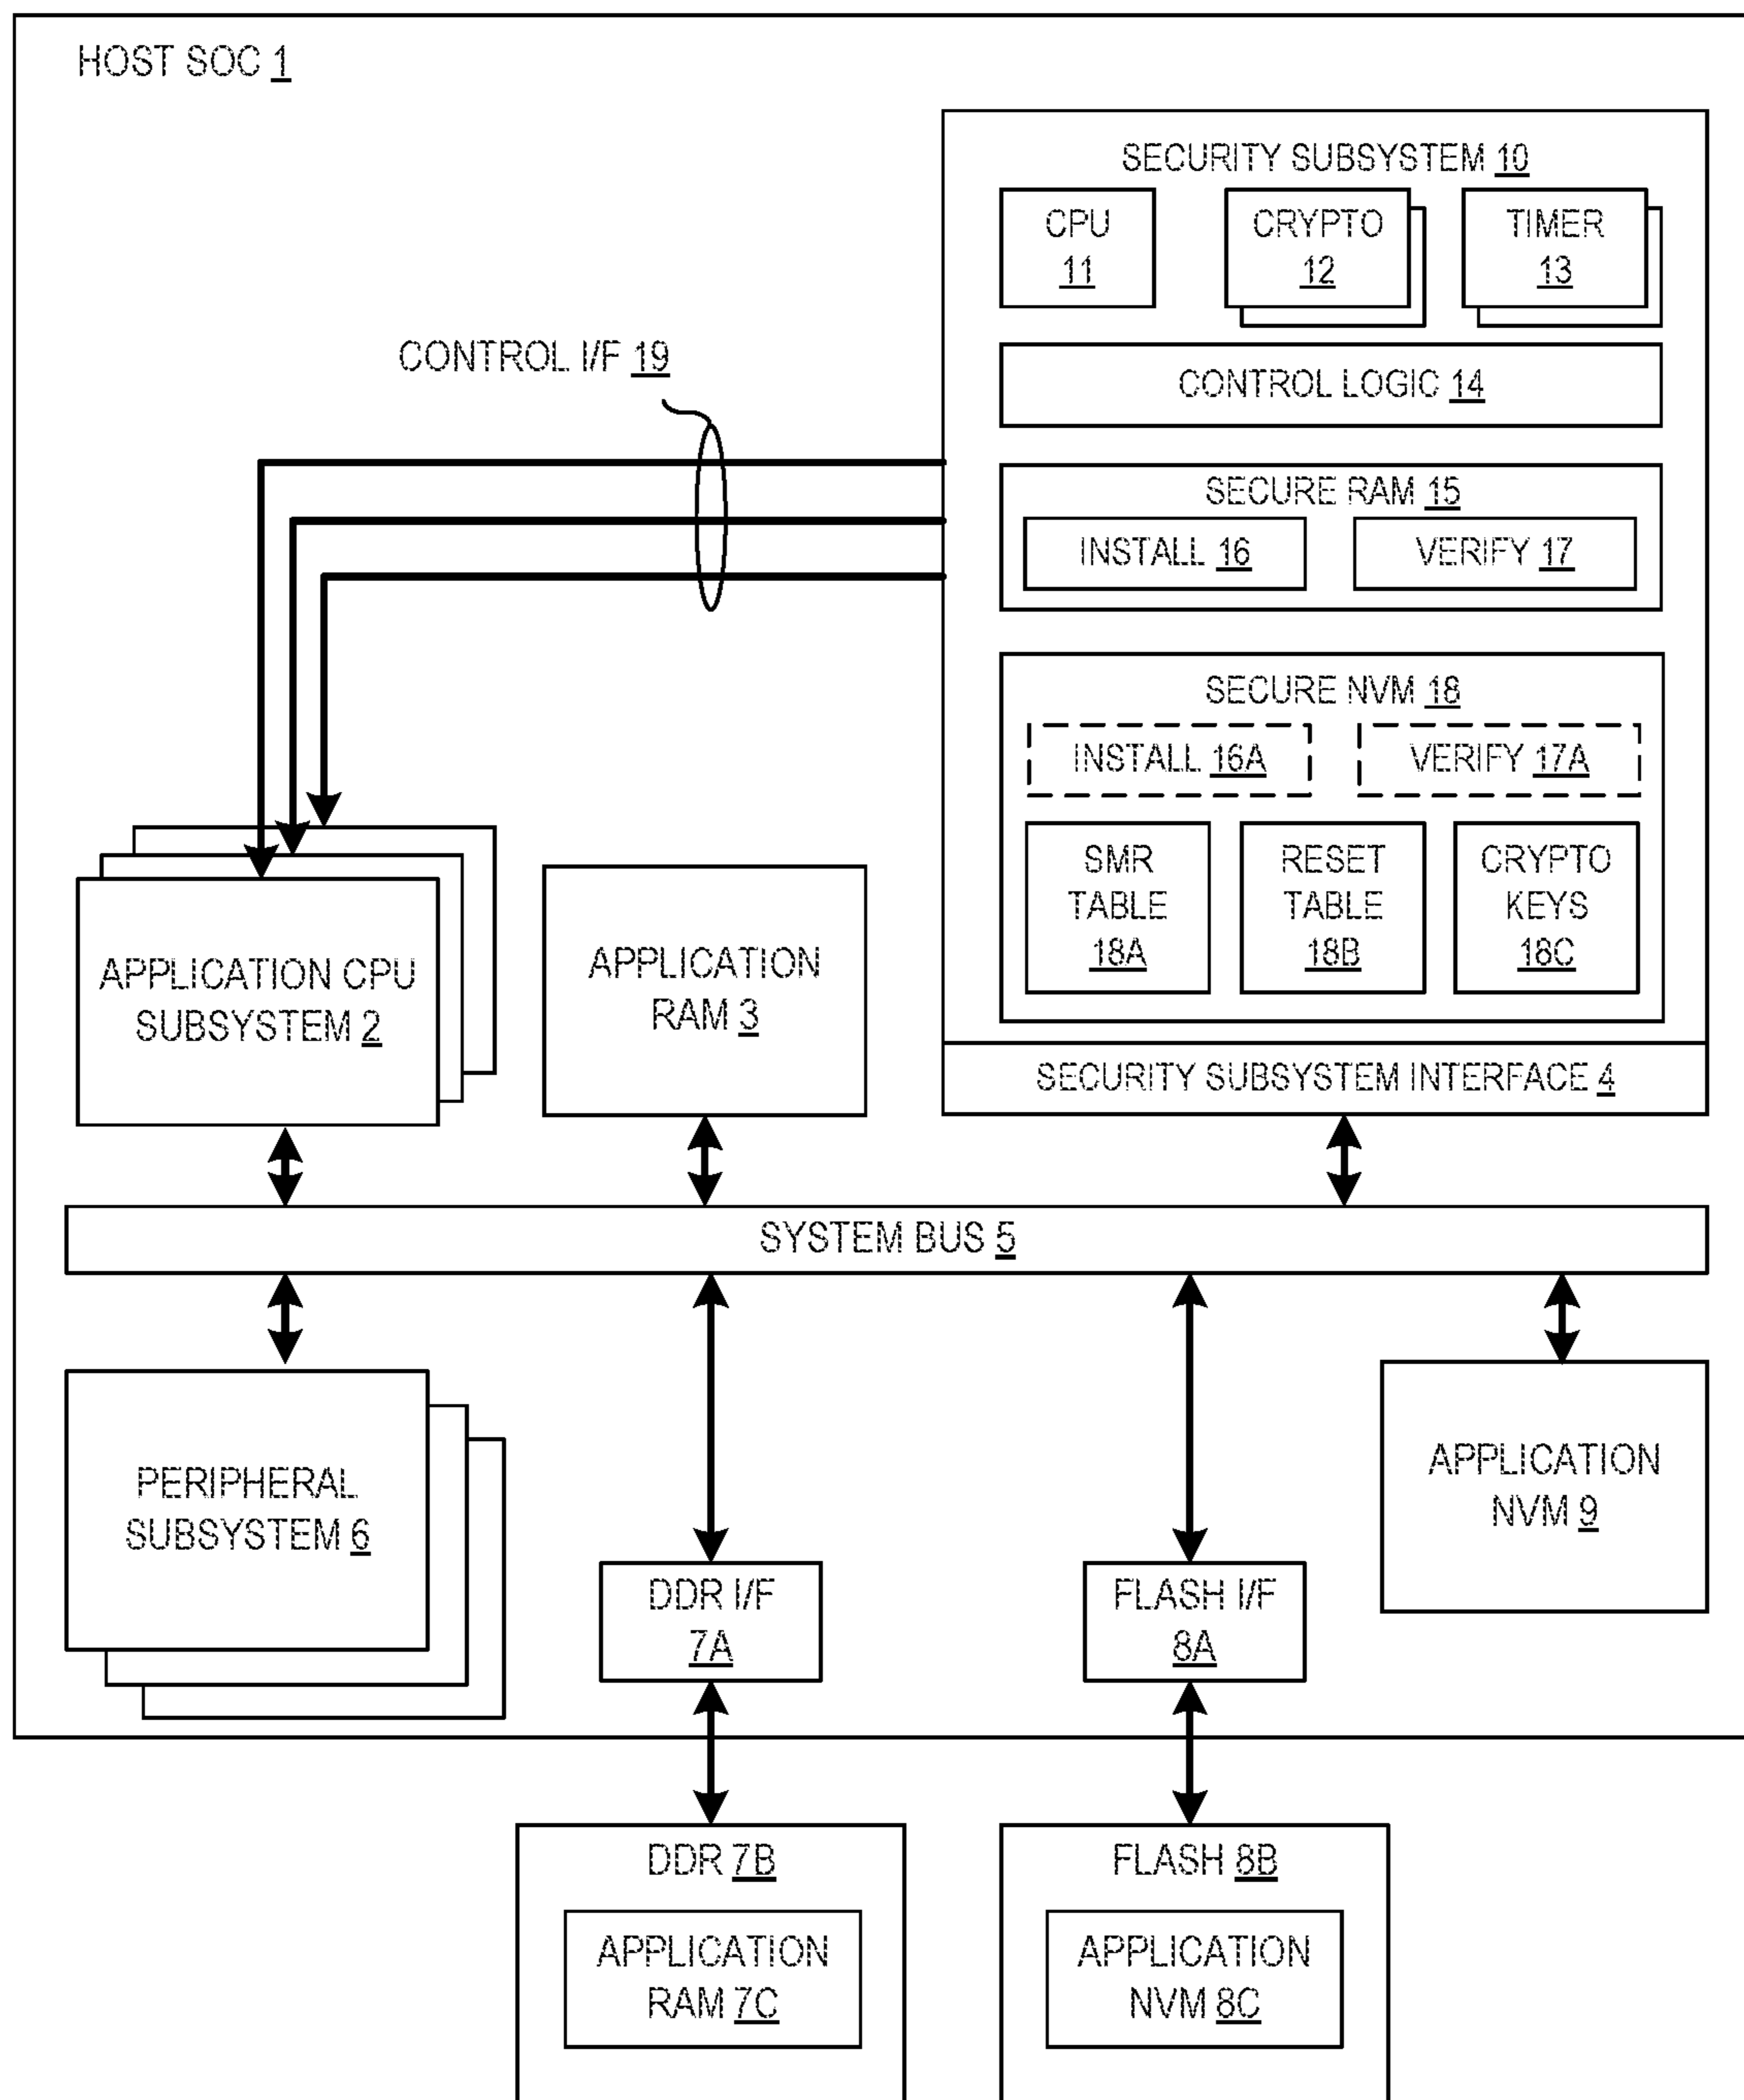 HOST SOC 1
SECURITY SUBSYSTEM 10
CPU
11
CRYPTO
12
TIMER
13
CONTROL I/F 19
CONTROL LOGIC 14
SECURE RAM 15
INSTALL 16
VERIFY 17
SECURE NVM 18
INSTALL 16A
VERIFY 17A
SMR
TABLE
18A
RESET
TABLE
18B
CRYPTO
KEYS
18C
APPLICATION CPU
SUBSYSTEM 2
APPLICATION
RAM 3
SECURITY SUBSYSTEM INTERFACE 4
SYSTEM BUS 5
PERIPHERAL
SUBSYSTEM 6
DDR I/F
7A
FLASH I/F
8A
APPLICATION
NVM 9
DDR 7B
APPLICATION
RAM 7C
FLASH 8B
APPLICATION
NVM 8C